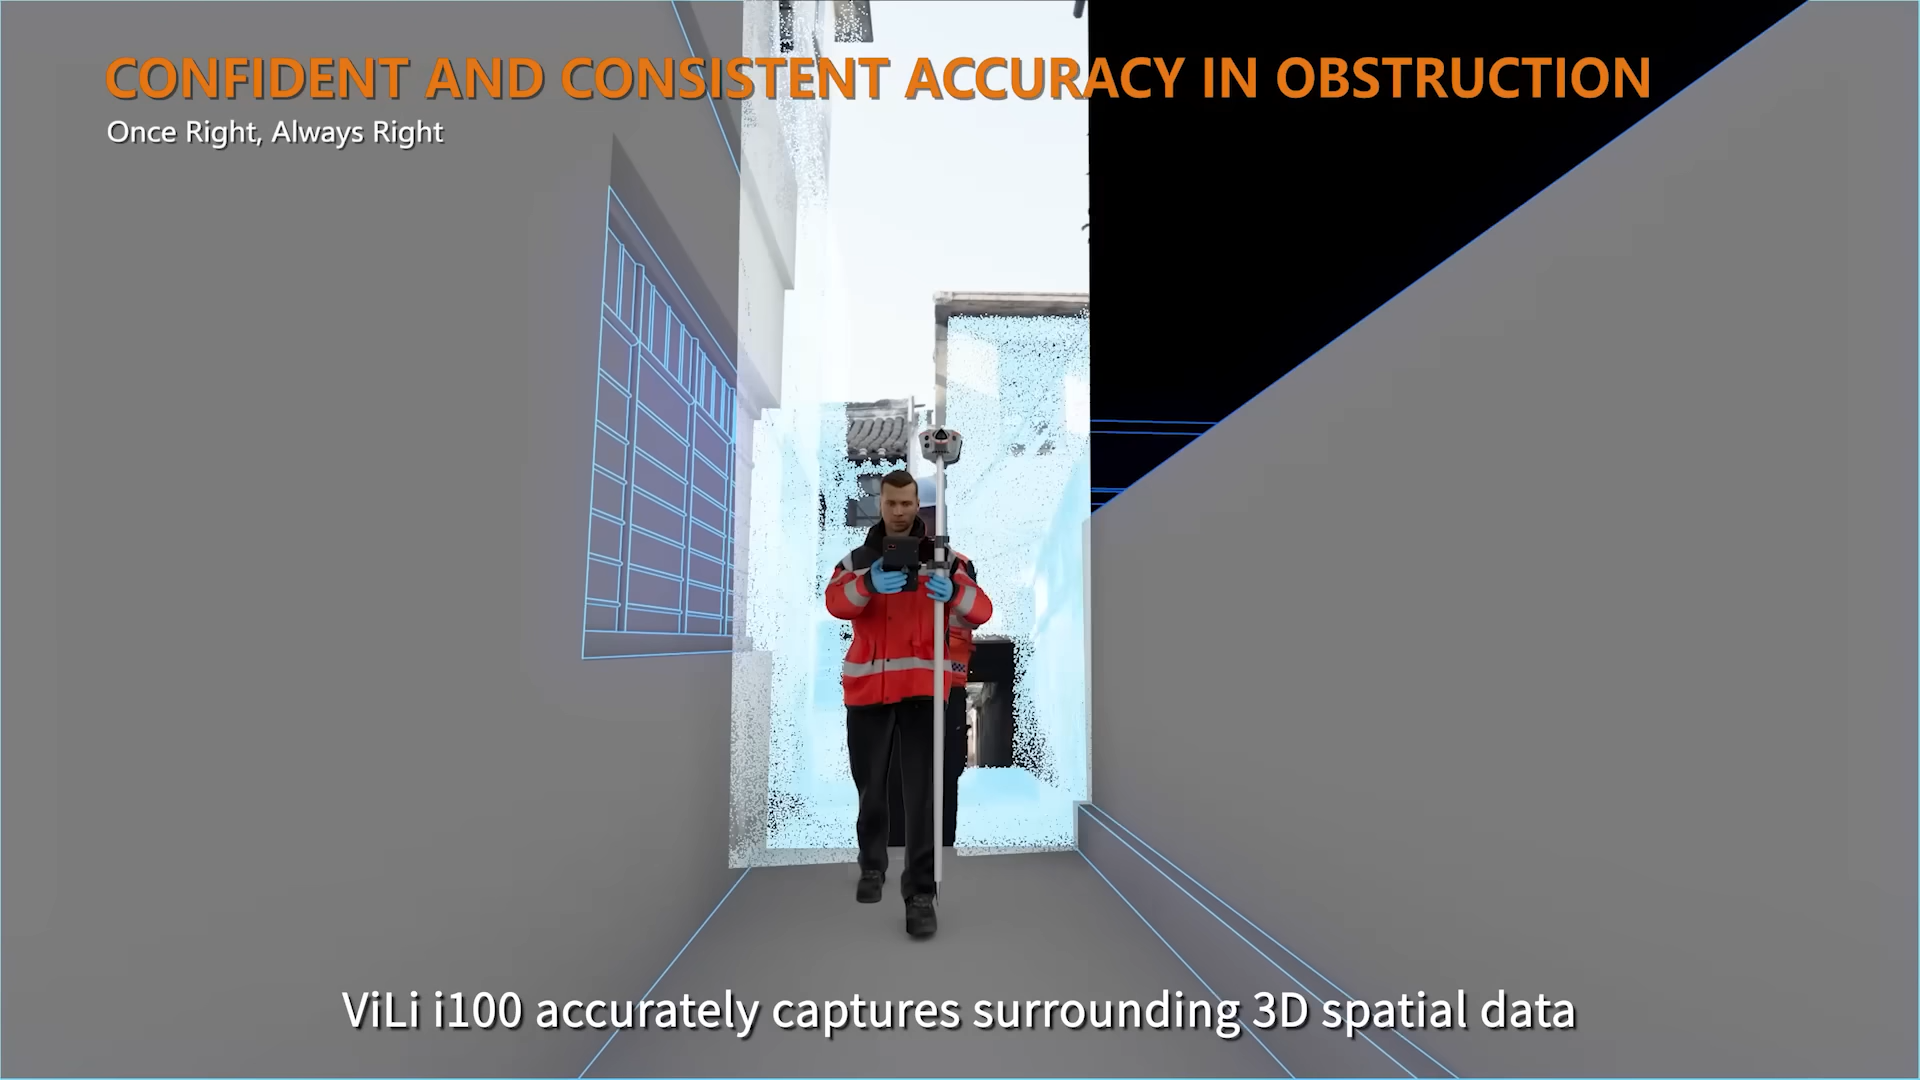 CONFIDENT AND CONSISTENT ACCURACY IN OBSTRUCTION
Once Right, Always Right
ViLi i100 accurately captures surrounding 3D spatial data